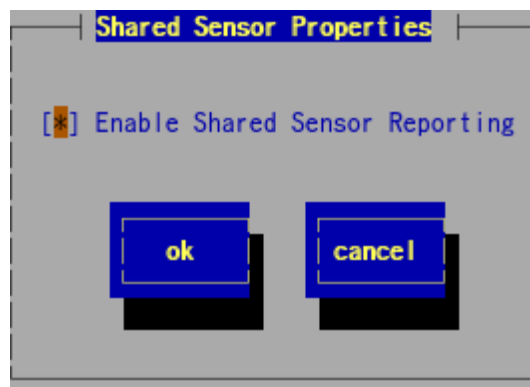 Shared Sensor Properties
[*] Enable Shared Sensor Reporting
ok
cancel